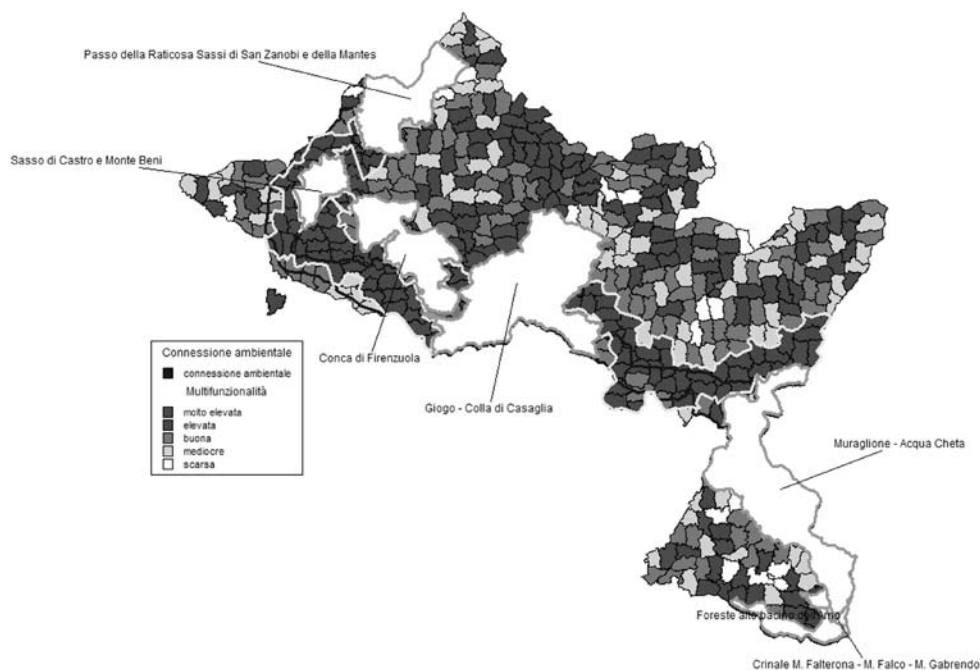 Passo della Raticosa Sassi di San Zanobi e della Mantes
Sasso di Castro e Monte Beni
Conca di Firenzuola
Giogo - Colla di Casaglia
Connessione ambientale
connessione ambientale
Multifunzionalità
molto elevata
elevata
buona
mediocre
scarsa
Muraglione - Acqua Cheta
Foreste alto bacino dell'Arno
Crinale M. Falterona - M. Falco - M. Gabrendo